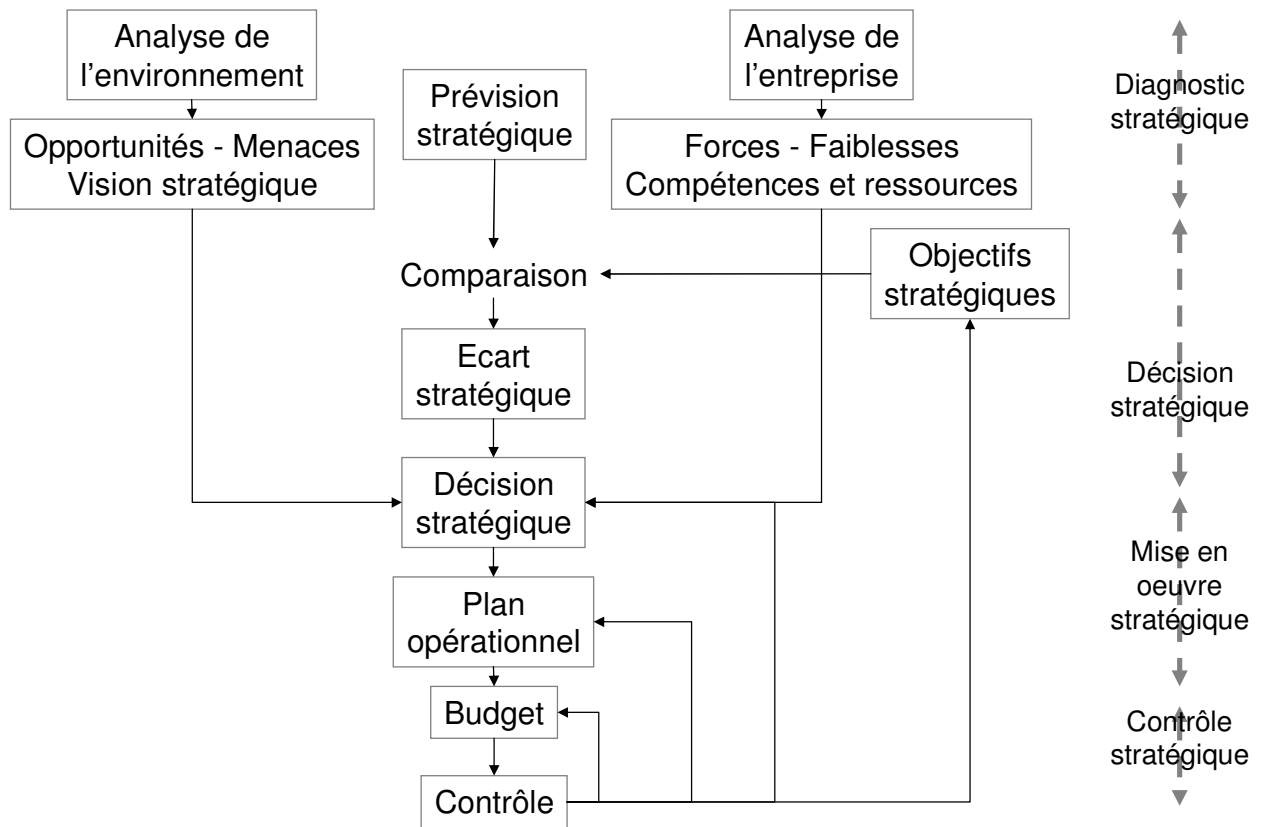 Analyse de
l'environnement
Opportunités - Menaces
Vision stratégique
Prévision
stratégique
Analyse de
l'entreprise
Forces - Faiblesses
Compétences et ressources
Comparaison
Objectifs
stratégiques
Ecart
stratégique
Décision
stratégique
Plan
opérationnel
Budget
Contrôle
Diagnostic
stratégique
Décision
stratégique
Mise en
oeuvre
stratégique
Contrôle
stratégique